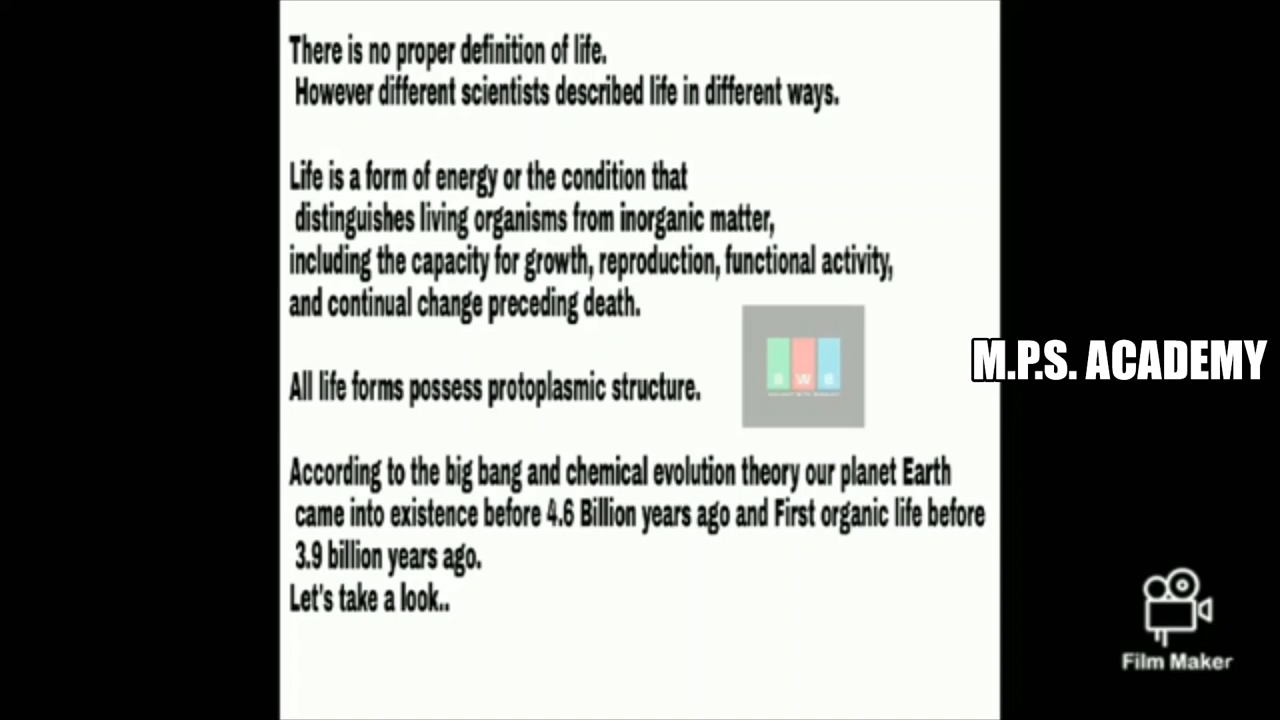 There is no proper definition of life.
However different scientists described life in different ways.
Life is a form of energy or the condition that
distinguishes living organisms from inorganic matter,
including the capacity for growth, reproduction, functional activity,
and continual change preceding death.
All life forms possess protoplasmic structure.
S W B
M.P.S. ACADEMY
According to the big bang and chemical evolution theory our planet Earth
came into existence before 4.6 Billion years ago and First organic life before
3.9 billion years ago.
Let's take a look..
Film Maker